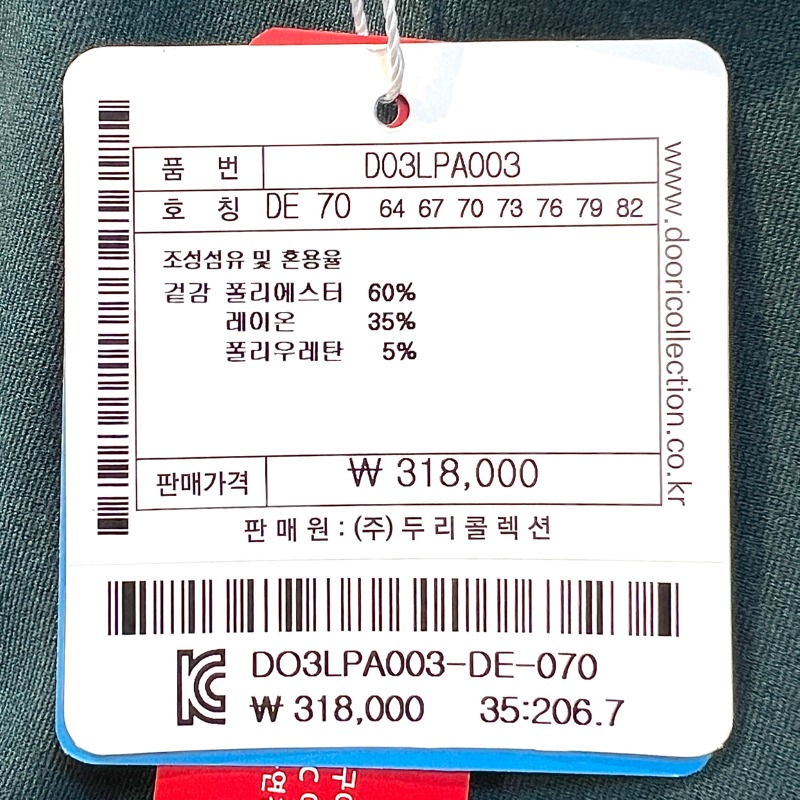 품 번 D03LPA003
호 칭 DE 70 64 67 70 73 76 79 82
조성섬유 및 혼용율
겉감 폴리에스터 60%
레이온 35%
폴리우레탄 5%
판매가격 ₩ 318,000
판매원 : (주)두리콜렉션
www.dooricollection.co.kr
DO3LPA003-DE-070
₩ 318,000 35:206.7